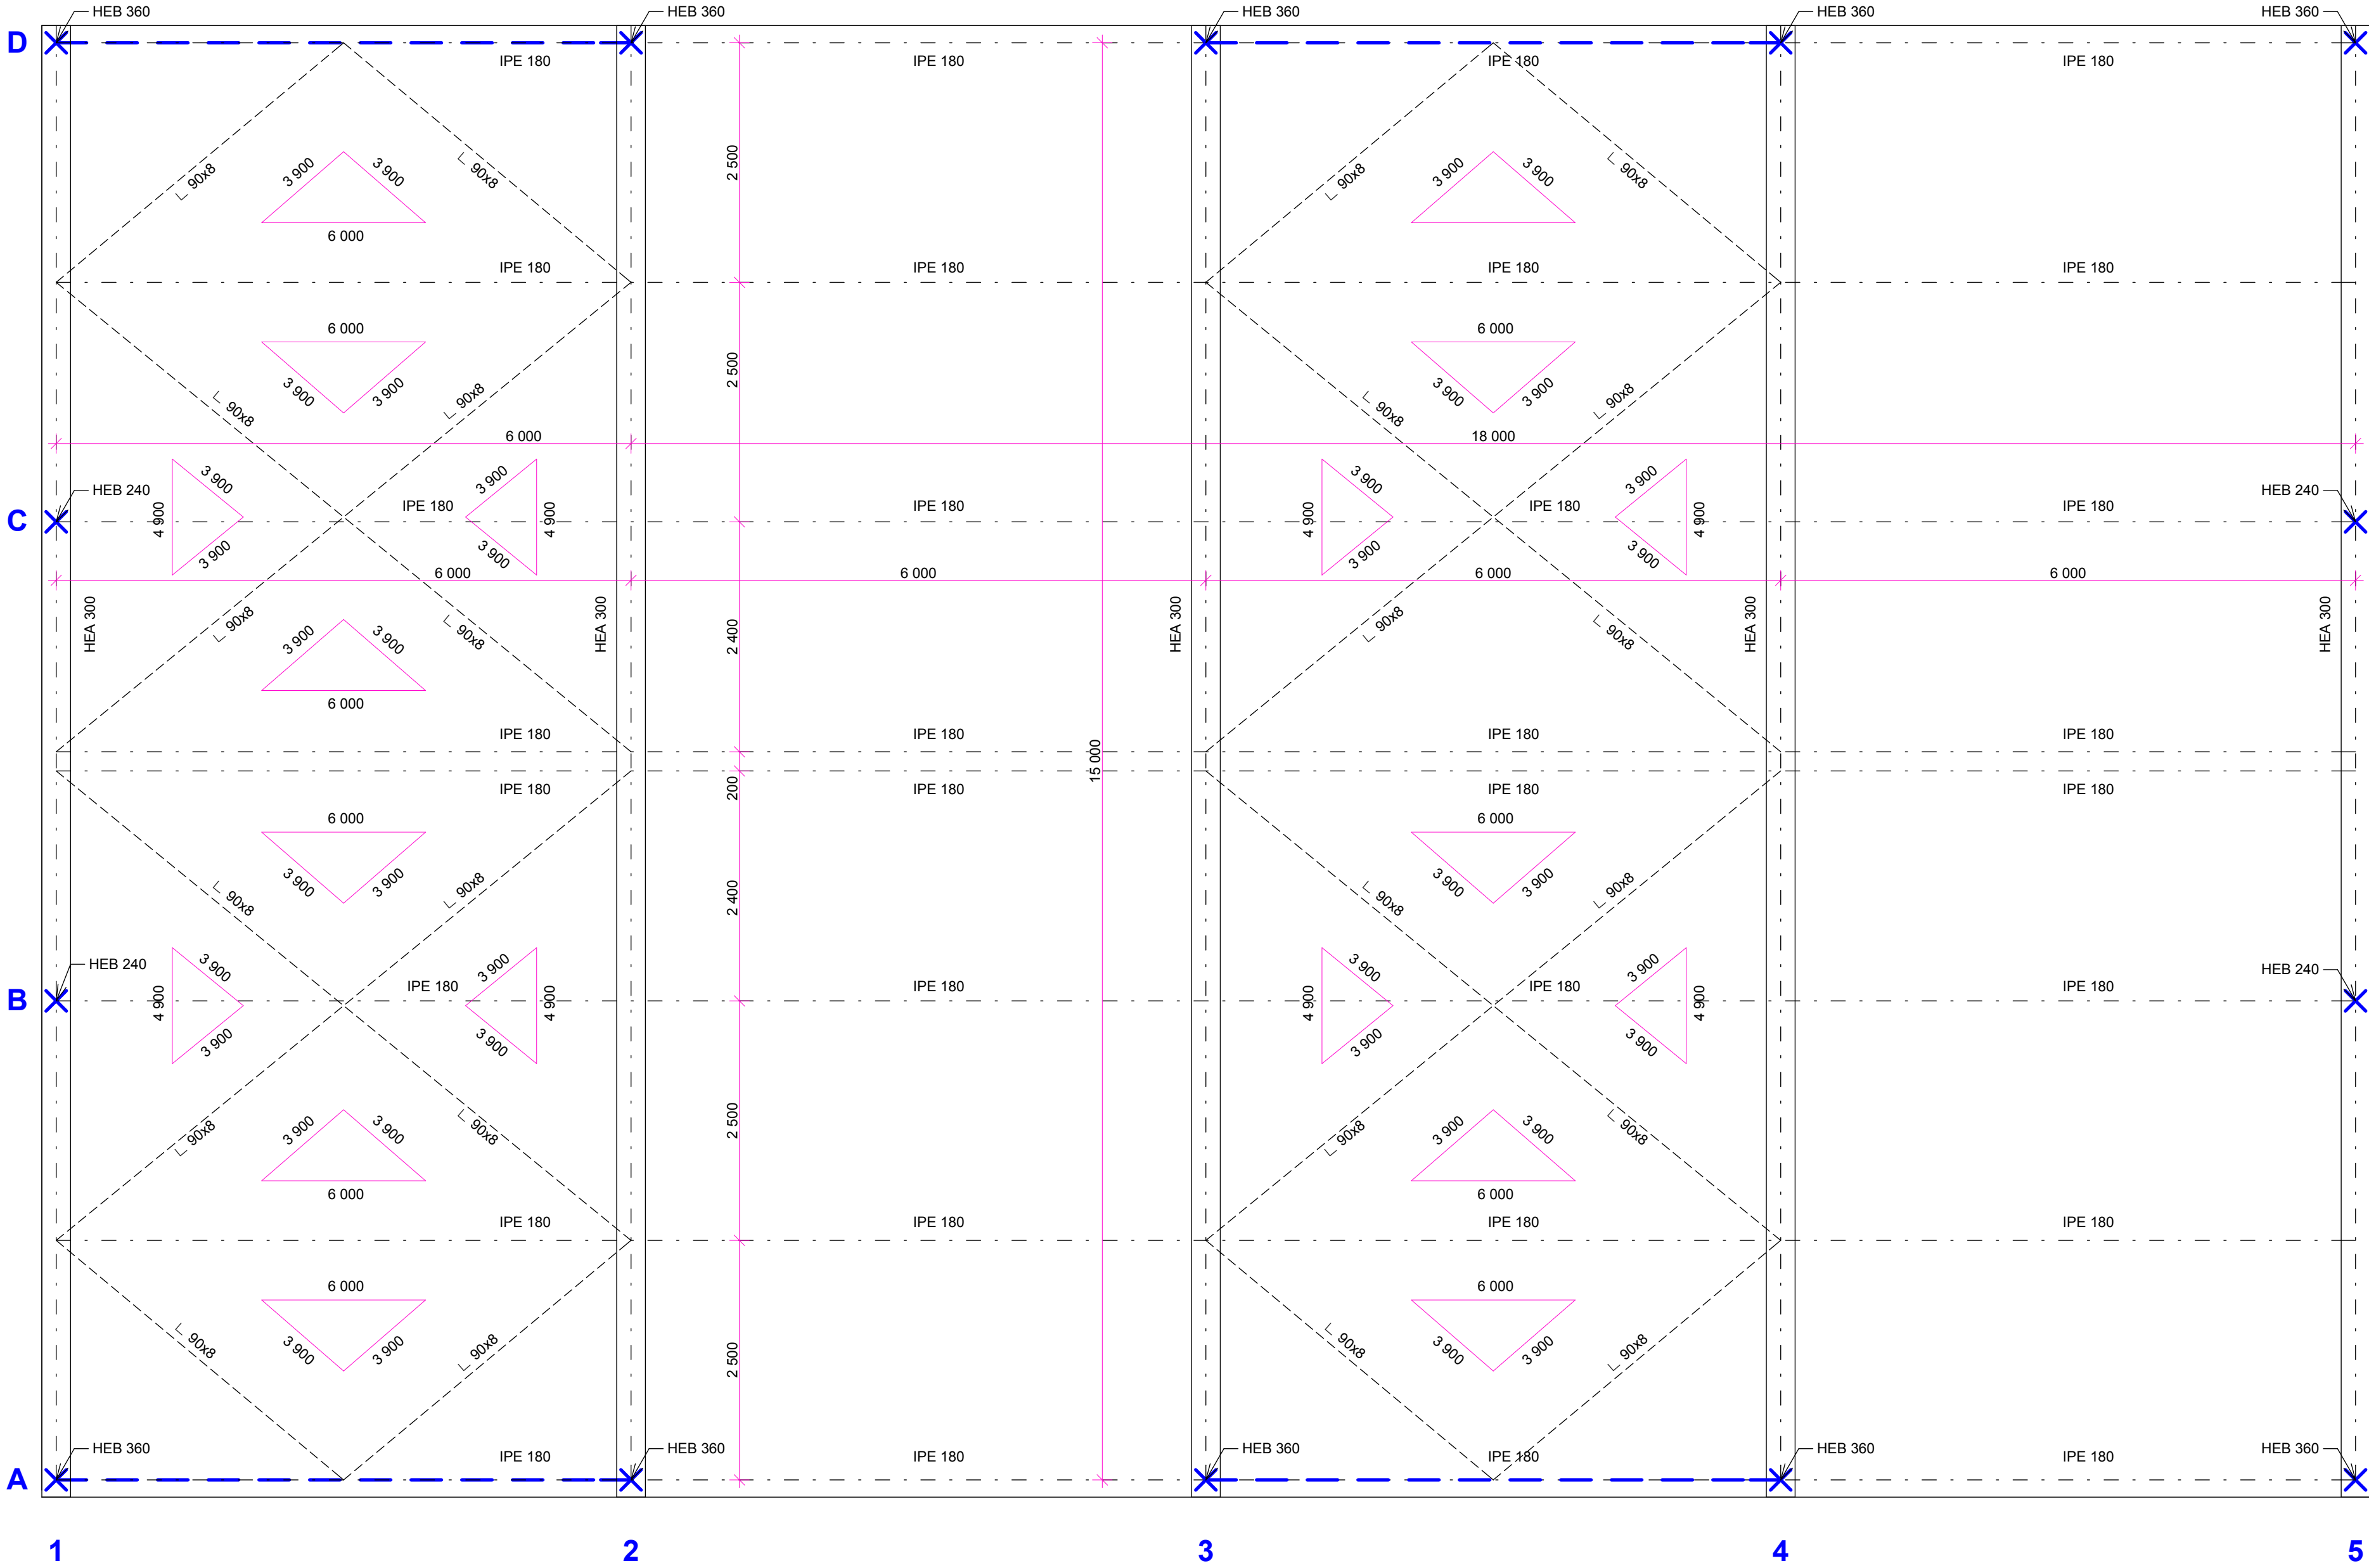 HEB 360 HEB 360 HEB 360 HEB 360 HEB 360
D
IPE 180 IPE 180 IPE 180 IPE 180
2 500
3 900 3 900 3 900 3 900
90x8 90x8 90x8 90x8
6 000 6 000
IPE 180 IPE 180 IPE 180 IPE 180
6 000 6 000
2 500
3 900 3 900 3 900 3 900
90x8 90x8 90x8 90x8
6 000 18 000
3 900 3 900 3 900 3 900
HEB 240 HEB 240
C
4 900 IPE 180 4 900 IPE 180 4 900 IPE 180 4 900 IPE 180
3 900 3 900 3 900 3 900
6 000 6 000 6 000 6 000
HEA 300 HEA 300 HEA 300 HEA 300 HEA 300
90x8 90x8 90x8 90x8
3 900 3 900 2 400 3 900 3 900
6 000 6 000
IPE 180 IPE 180 IPE 180 IPE 180
15 000
200
IPE 180 IPE 180 IPE 180 IPE 180
6 000 6 000
3 900 3 900 3 900 3 900
90x8 90x8 2 400 90x8 90x8
HEB 240 HEB 240
3 900 3 900 3 900 3 900
B
4 900 IPE 180 4 900 IPE 180 4 900 IPE 180 4 900 IPE 180
3 900 3 900 3 900 3 900
90x8 90x8 90x8 90x8
3 900 3 900 2 500 3 900 3 900
6 000 6 000
IPE 180 IPE 180 IPE 180 IPE 180
6 000 6 000
90x8 90x8 90x8 90x8
3 900 3 900 2 500 3 900 3 900
HEB 360 HEB 360 HEB 360 HEB 360 HEB 360
IPE 180 IPE 180 IPE 180 IPE 180
A
1 2 3 4 5